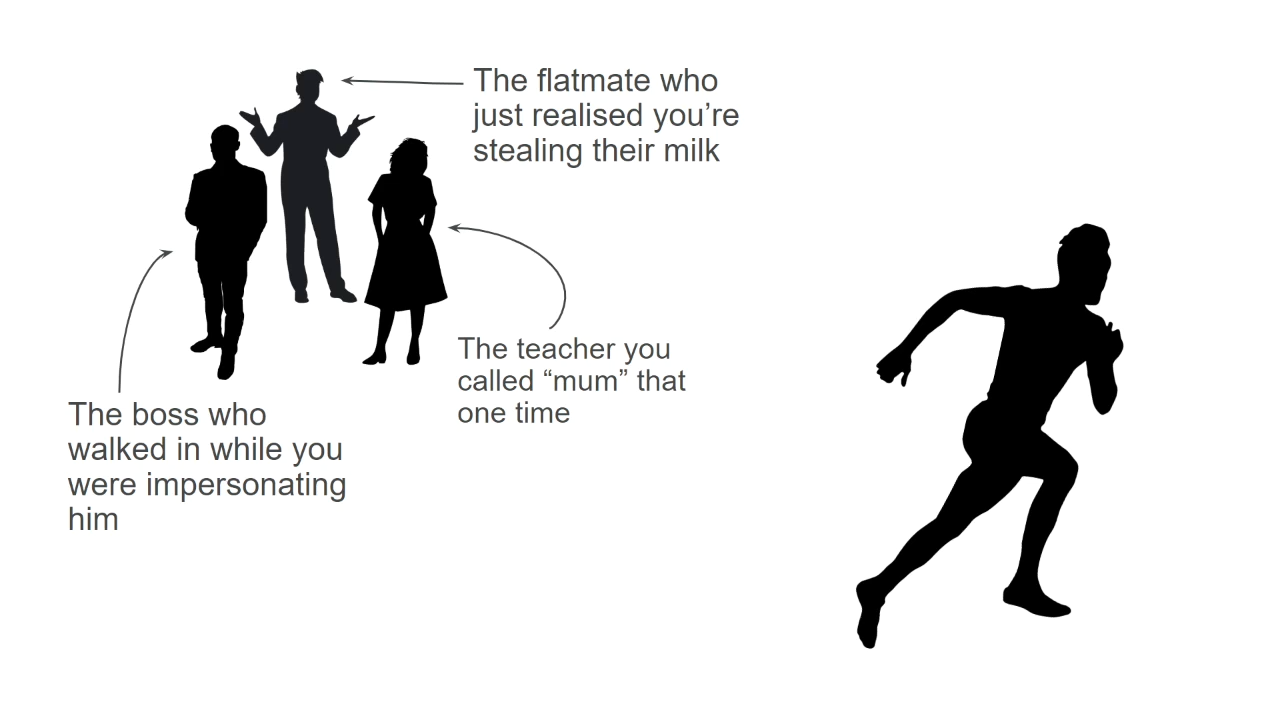 The flatmate who
just realised you’re
stealing their milk
The teacher you
called “mum” that
one time
The boss who
walked in while you
were impersonating
him